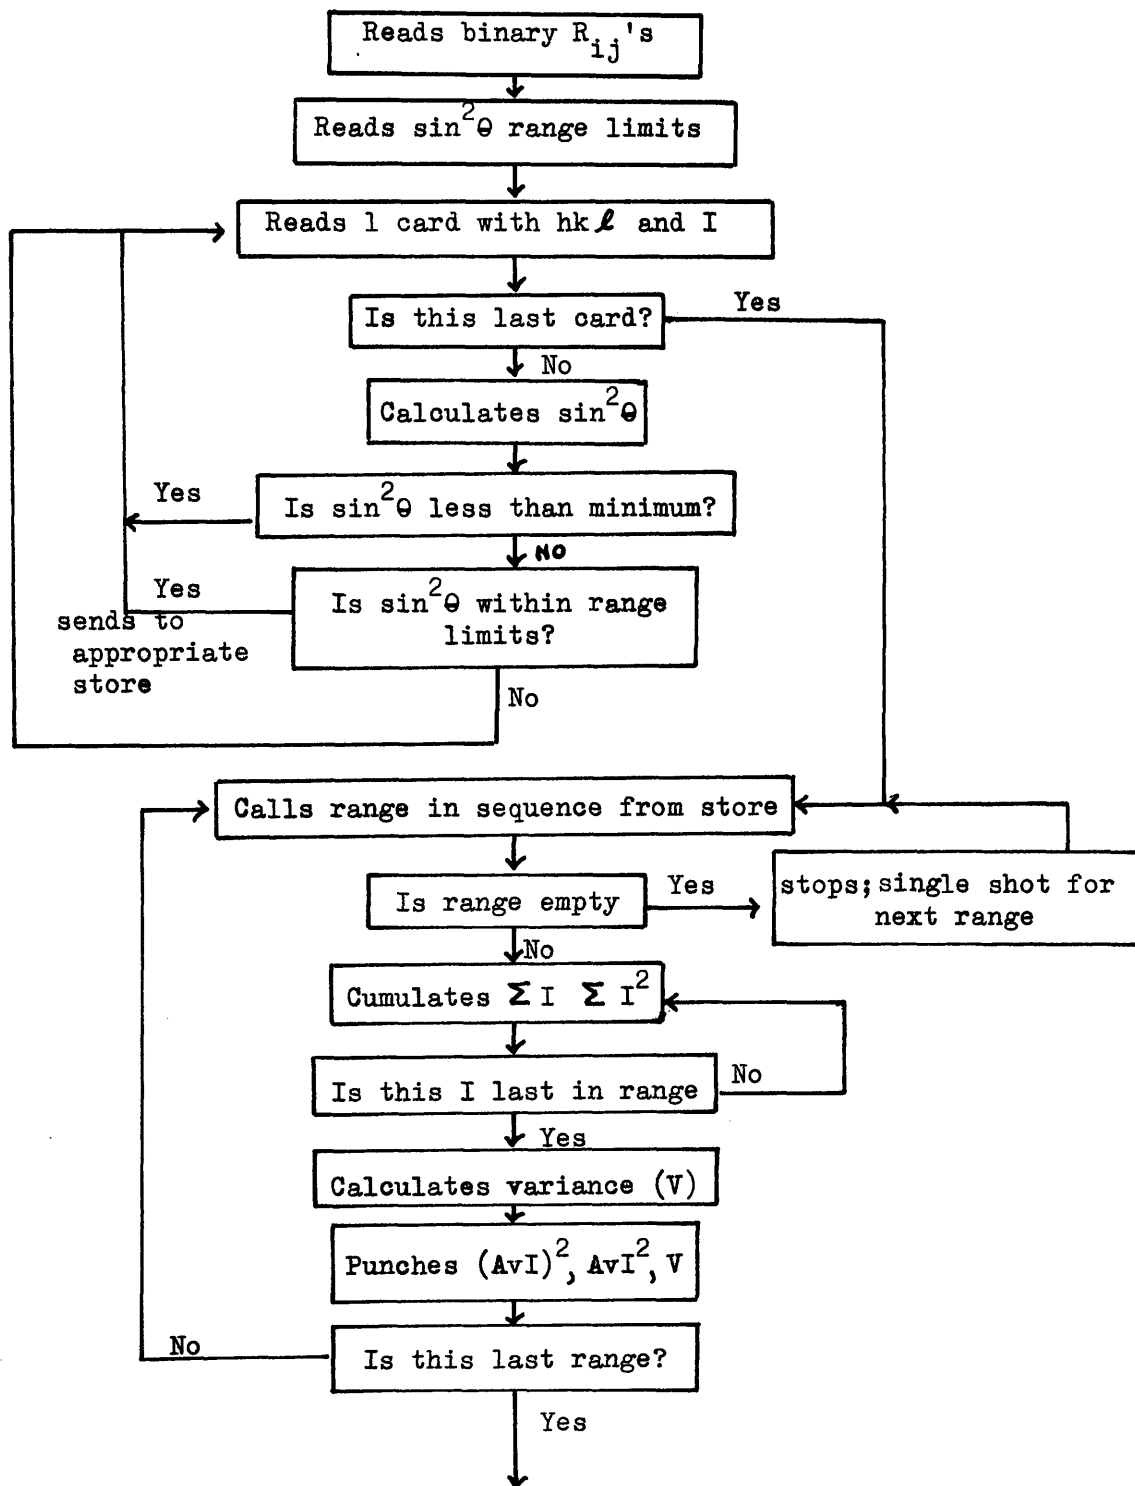 Reads binary Rij's
Reads sin²θ range limits
Reads 1 card with hkℓ and I
Is this last card?
Yes
No
Calculates sin²θ
Yes
Is sin²θ less than minimum?
NO
Yes
sends to
appropriate
store
Is sin²θ within range
limits?
No
Calls range in sequence from store
Is range empty
Yes
stops; single shot for
next range
No
Cumulates Σ I Σ I²
Is this I last in range
No
Yes
Calculates variance (V)
Punches (AvI)², AvI², V
No
Is this last range?
Yes